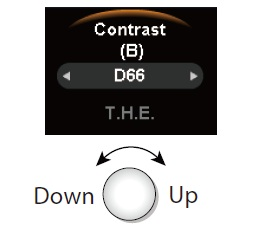 Contrast
(B)
D66
T.H.E.
Down Up